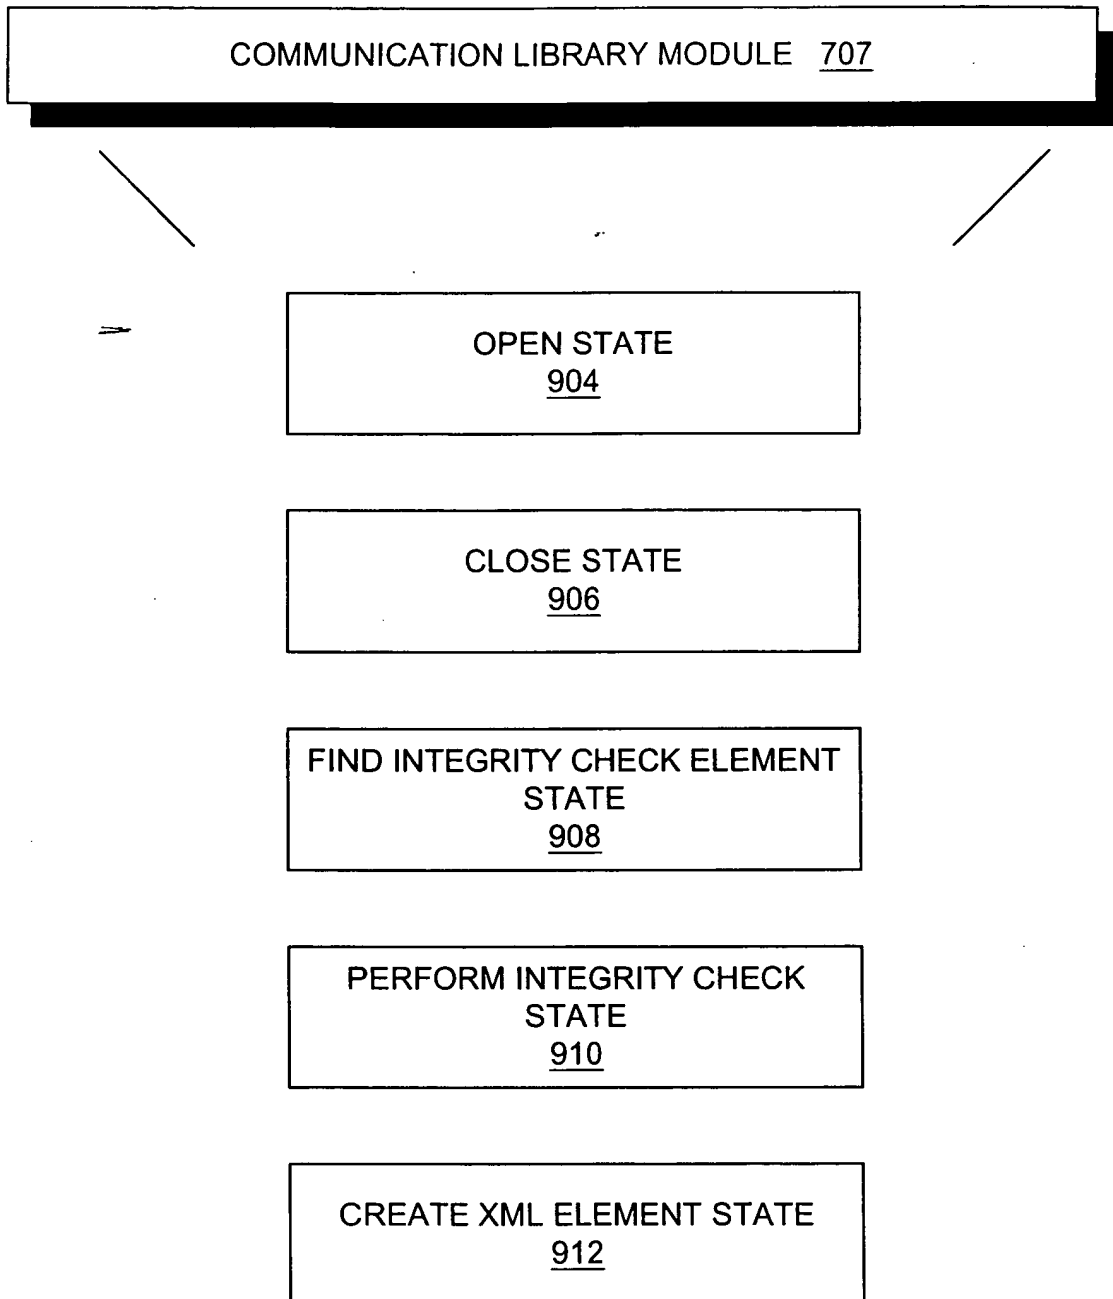 COMMUNICATION LIBRARY MODULE 707
OPEN STATE
904
CLOSE STATE
906
FIND INTEGRITY CHECK ELEMENT
STATE
908
PERFORM INTEGRITY CHECK
STATE
910
CREATE XML ELEMENT STATE
912